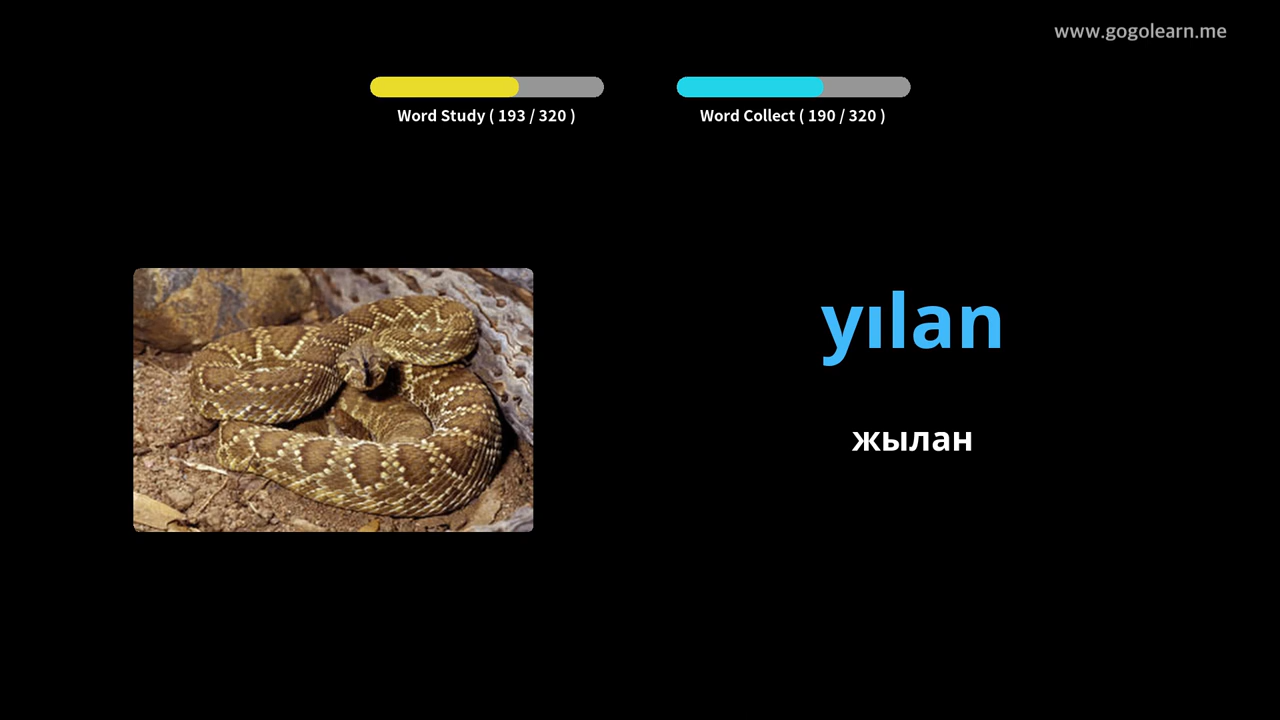 www.gogolearn.me
Word Study ( 193 / 320 )
Word Collect ( 190 / 320 )
yılan
жылан